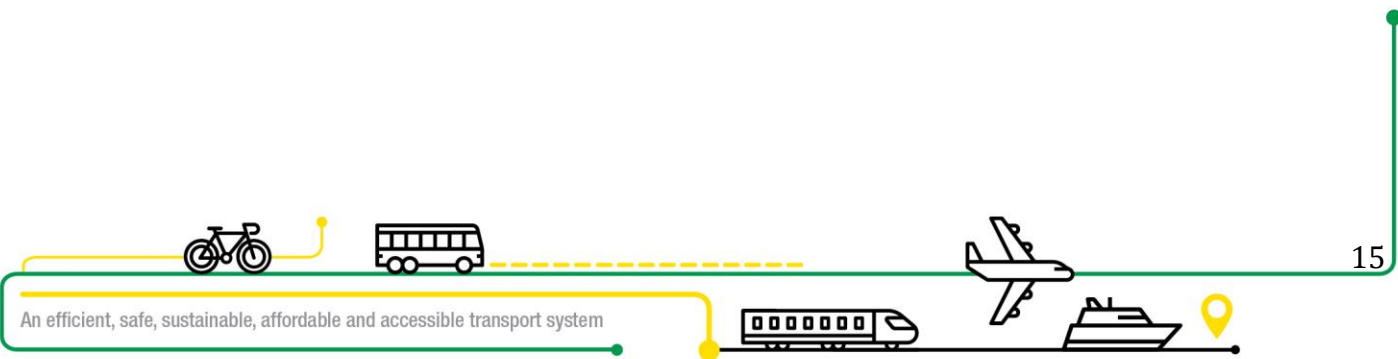 15
An efficient, safe, sustainable, affordable and accessible transport system